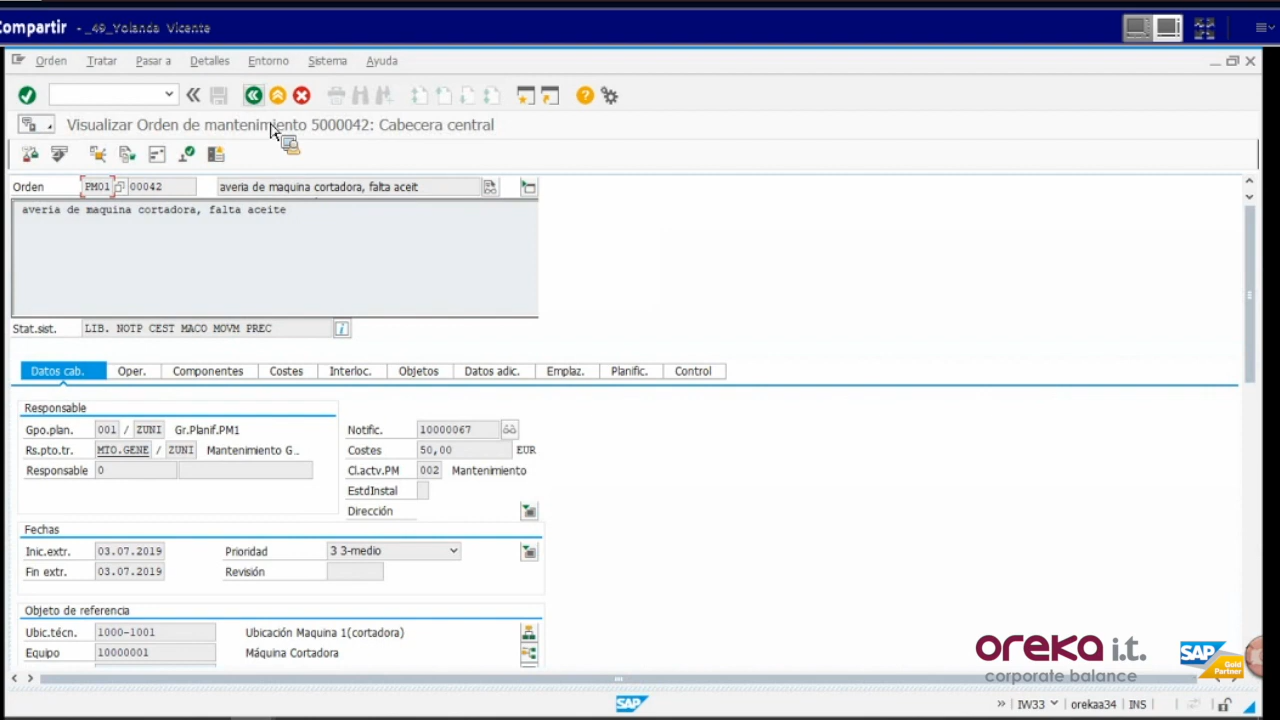 Compartir - _49_Yolanda Vicente
Orden Tratar Pasar a Detalles Entorno Sistema Ayuda
Visualizar Orden de mantenimiento 5000042: Cabecera central
Orden PM01 00042 averia de maquina cortadora, falta aceit
averia de maquina cortadora, falta aceite
Stat.sist. LIB. NOTP CEST MACO MOVM PREC
Datos cab. Oper. Componentes Costes Interloc. Objetos Datos adic. Emplaz. Planific. Control
Responsable
Gpo.plan. 001 / ZUNI Gr.Planif.PM1 Notific. 10000067
Rs.pto.tr. MTO.GENE / ZUNI Mantenimiento G... Costes 50,00 EUR
Responsable 0 Cl.actv.PM 002 Mantenimiento
EstdInstal
Dirección
Fechas
Inic.extr. 03.07.2019 Prioridad 3 3-medio
Fin extr. 03.07.2019 Revisión
Objeto de referencia
Ubic.técn. 1000-1001 Ubicación Maquina 1(cortadora)
Equipo 10000001 Máquina Cortadora
oreka i.t.
corporate balance
SAP Gold Partner
SAP
IW33 orekaa34 INS